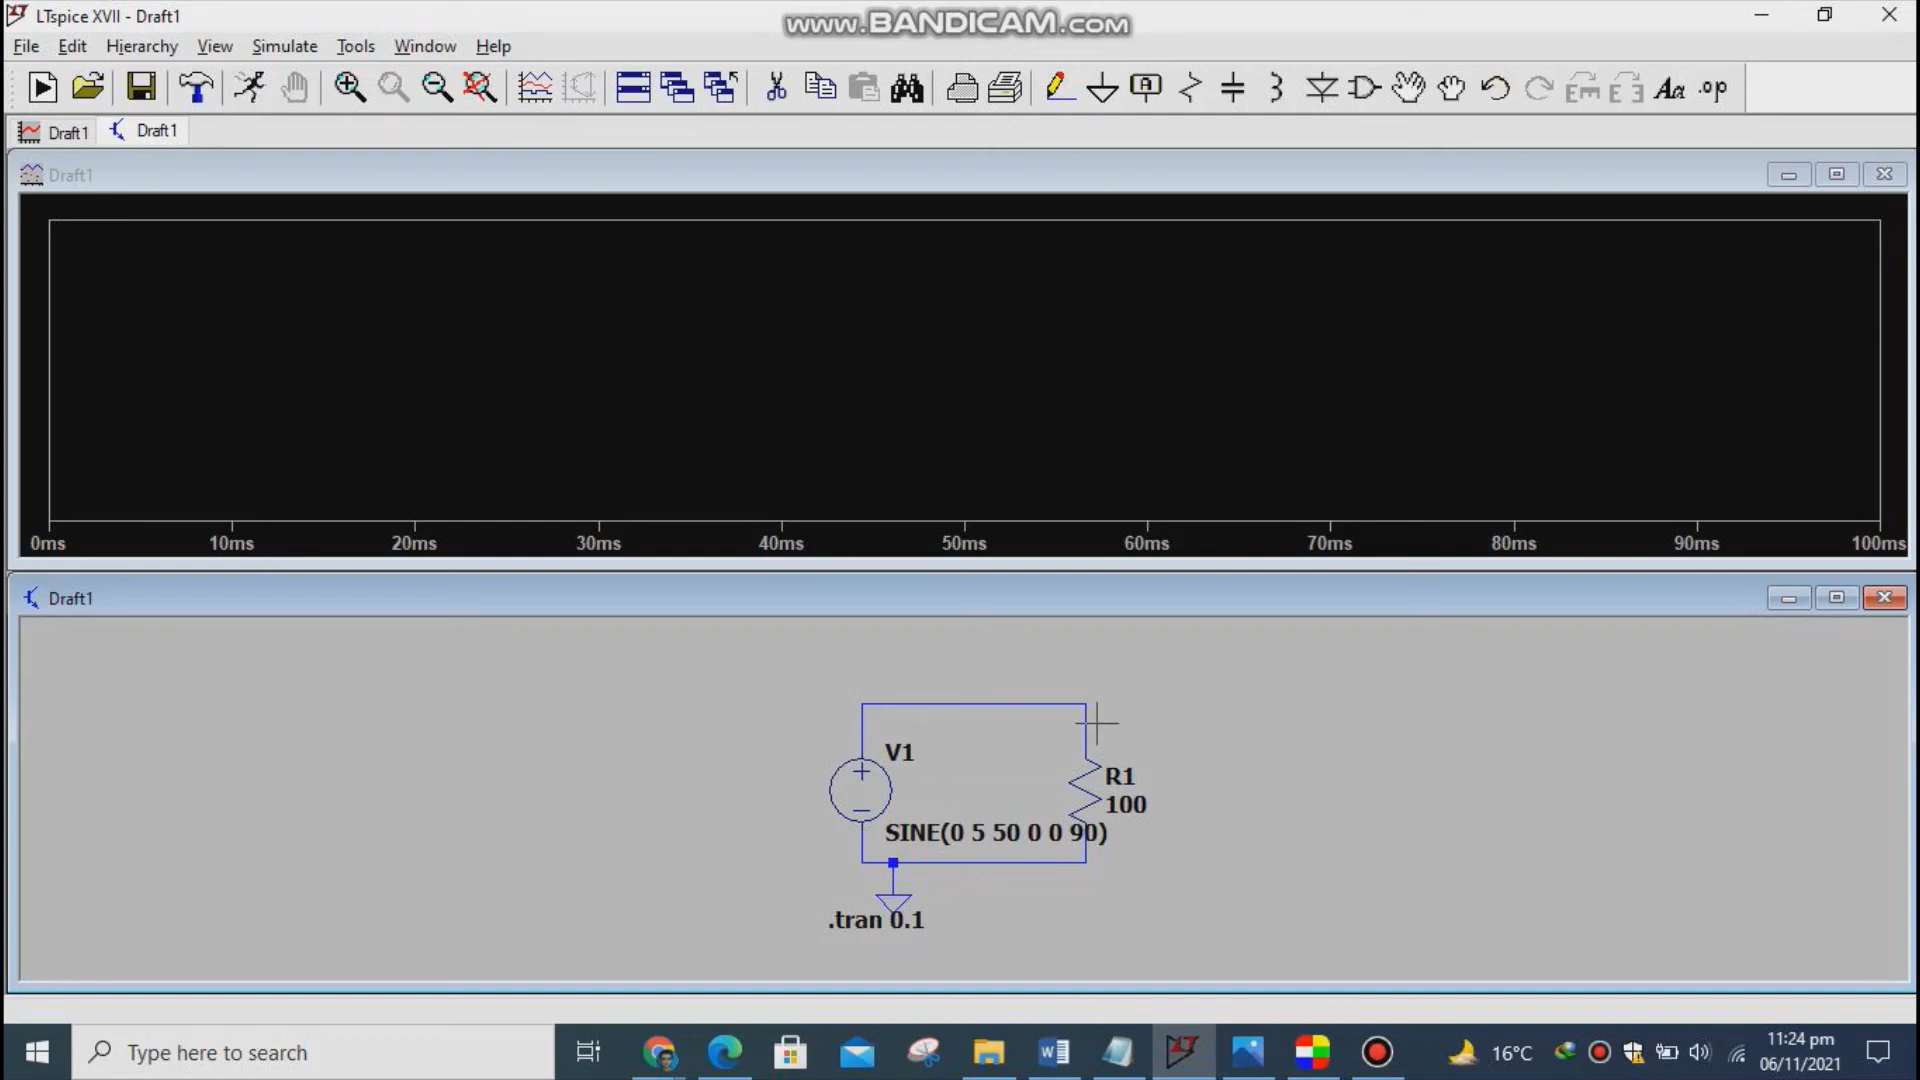 LTspice XVII - Draft1
www.BANDICAM.com
File Edit Hierarchy View Simulate Tools Window Help
A Aa .op
Draft1 Draft1
Draft1
0ms 10ms 20ms 30ms 40ms 50ms 60ms 70ms 80ms 90ms 100ms
Draft1
V1
R1
100
SINE(0 5 50 0 0 90)
.tran 0.1
Type here to search
16°C
11:24 pm
06/11/2021